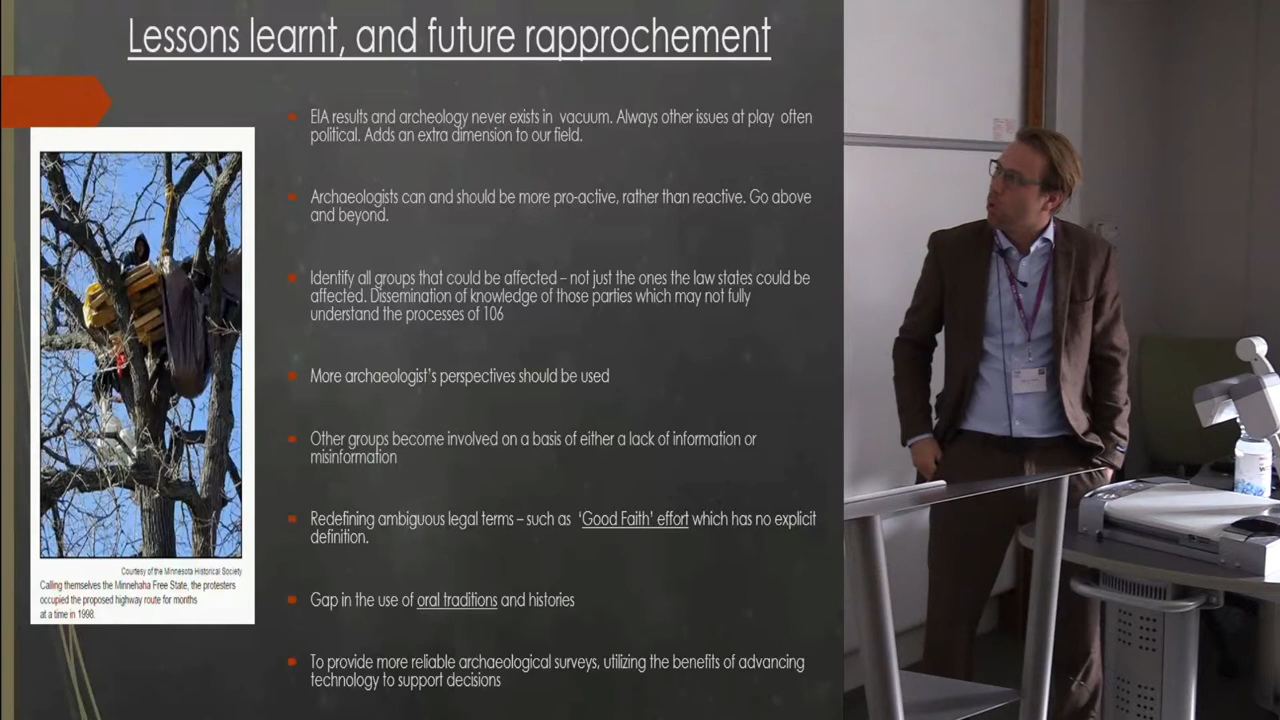 Lessons learnt, and future rapprochement
EIA results and archeology never exists in vacuum. Always other issues at play often
political. Adds an extra dimension to our field.
Archaeologists can and should be more pro-active, rather than reactive. Go above
and beyond.
Identify all groups that could be affected – not just the ones the law states could be
affected. Dissemination of knowledge of those parties which may not fully
understand the processes of 106
More archaeologist's perspectives should be used
Other groups become involved on a basis of either a lack of information or
misinformation
Redefining ambiguous legal terms – such as 'Good Faith' effort which has no explicit
definition.
Gap in the use of oral traditions and histories
To provide more reliable archaeological surveys, utilizing the benefits of advancing
technology to support decisions
Courtesy of the Minnesota Historical Society
Calling themselves the Minnehaha Free State, the protesters
occupied the proposed highway route for months
at a time in 1998.